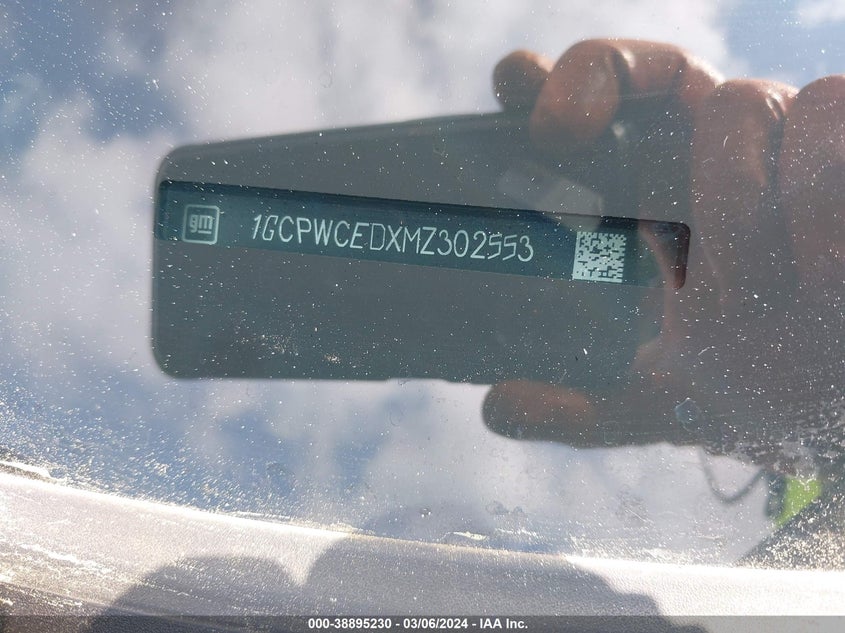 gm 1GCPWCEDXMZ302553
000-38895230 - 03/06/2024 - IAA Inc.